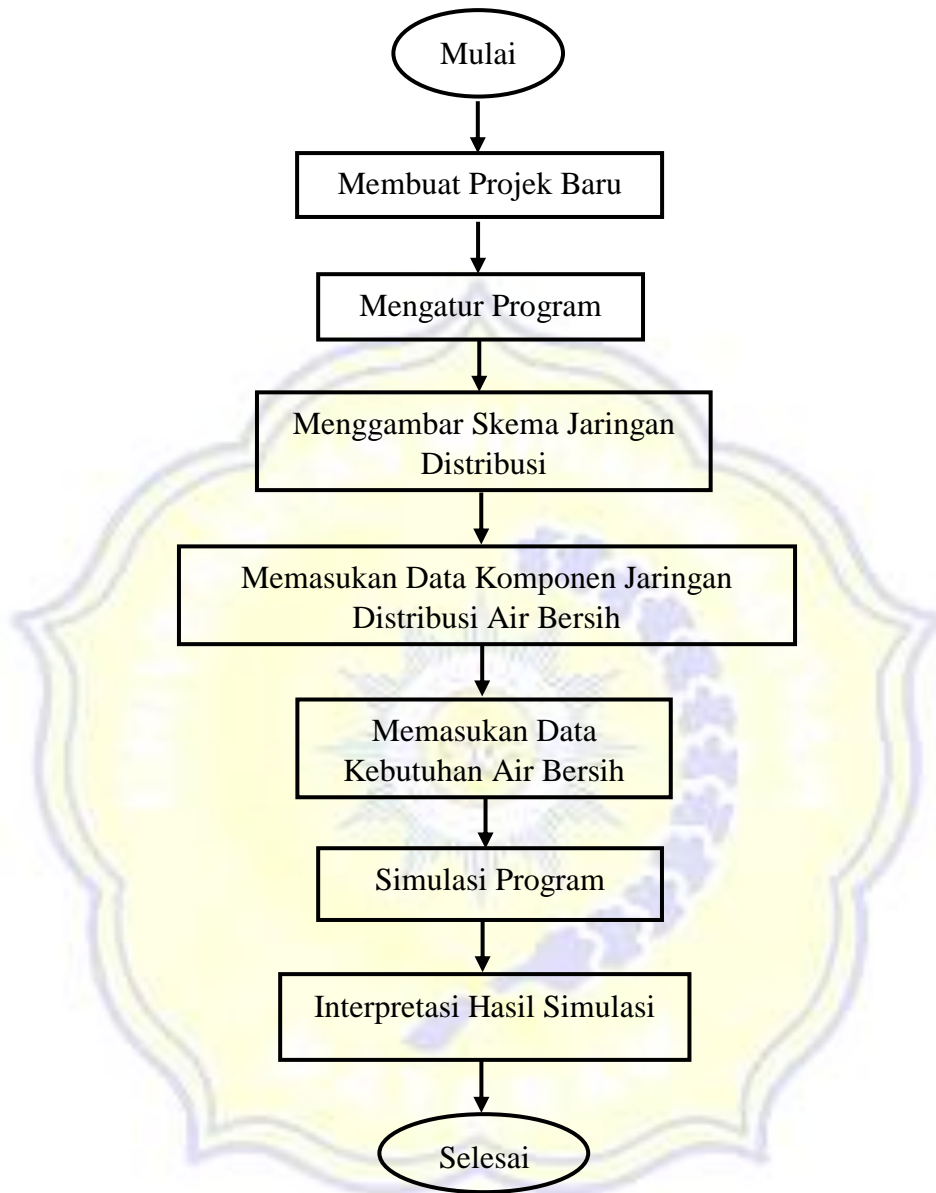 Mulai
Membuat Projek Baru
Mengatur Program
Menggambar Skema Jaringan
Distribusi
Memasukan Data Komponen Jaringan
Distribusi Air Bersih
Memasukan Data
Kebutuhan Air Bersih
Simulasi Program
Interpretasi Hasil Simulasi
Selesai